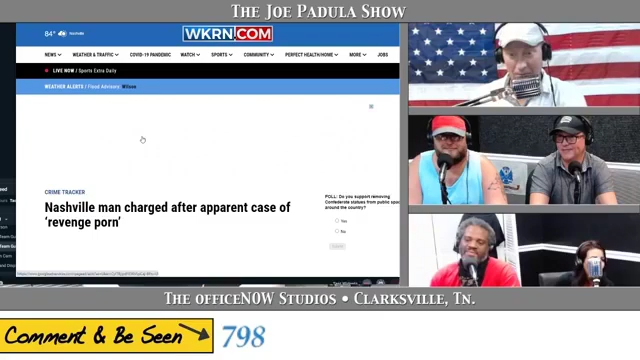 THE JOE PADULA SHOW
84°
WKRN.COM
NEWS WEATHER & TRAFFIC COVID-19 PANDEMIC WATCH SPORTS COMMUNITY PERFECT HEALTH/HOME MORE JOBS
LIVE NOW / Sports Extra Daily
WEATHER ALERTS / Flood Advisory
CRIME TRACKER
Nashville man charged after apparent case of
‘revenge porn’
POLL: Do you support removing
Confederate statues from public spac
around the country?
Yes
No
THE OFFICENOW STUDIOS • CLARKSVILLE, TN.
Comment & Be Seen
798